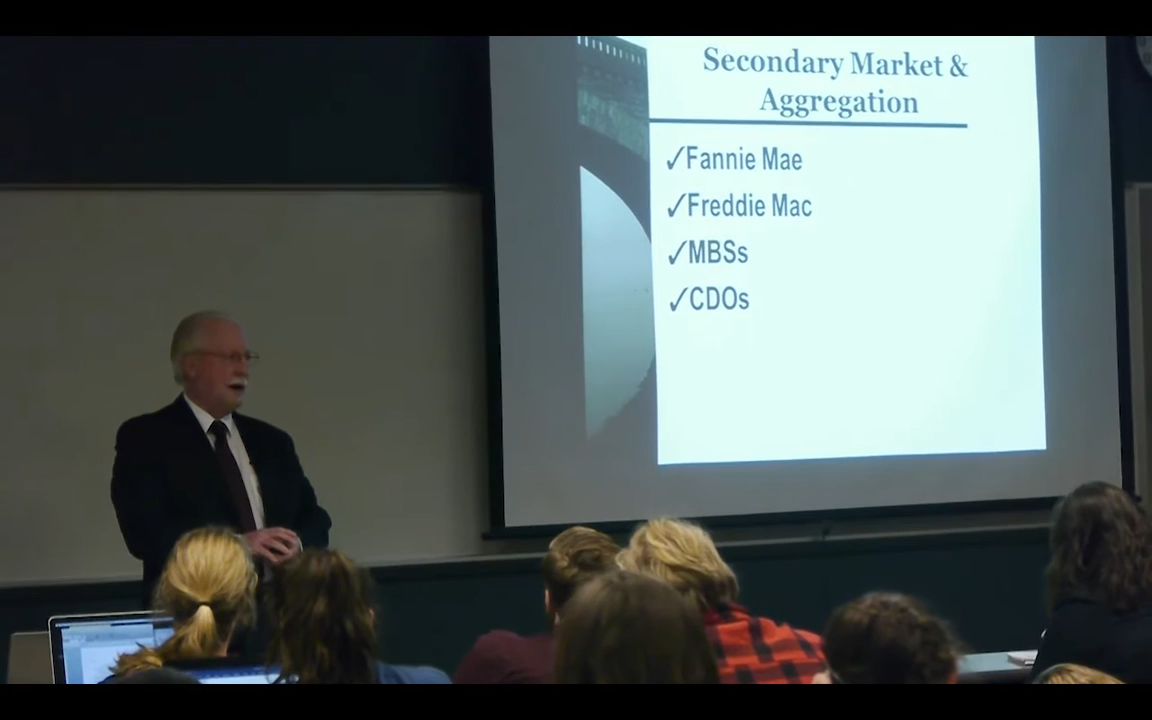 Secondary Market &
Aggregation
✓Fannie Mae
✓Freddie Mac
✓MBSs
✓CDOs